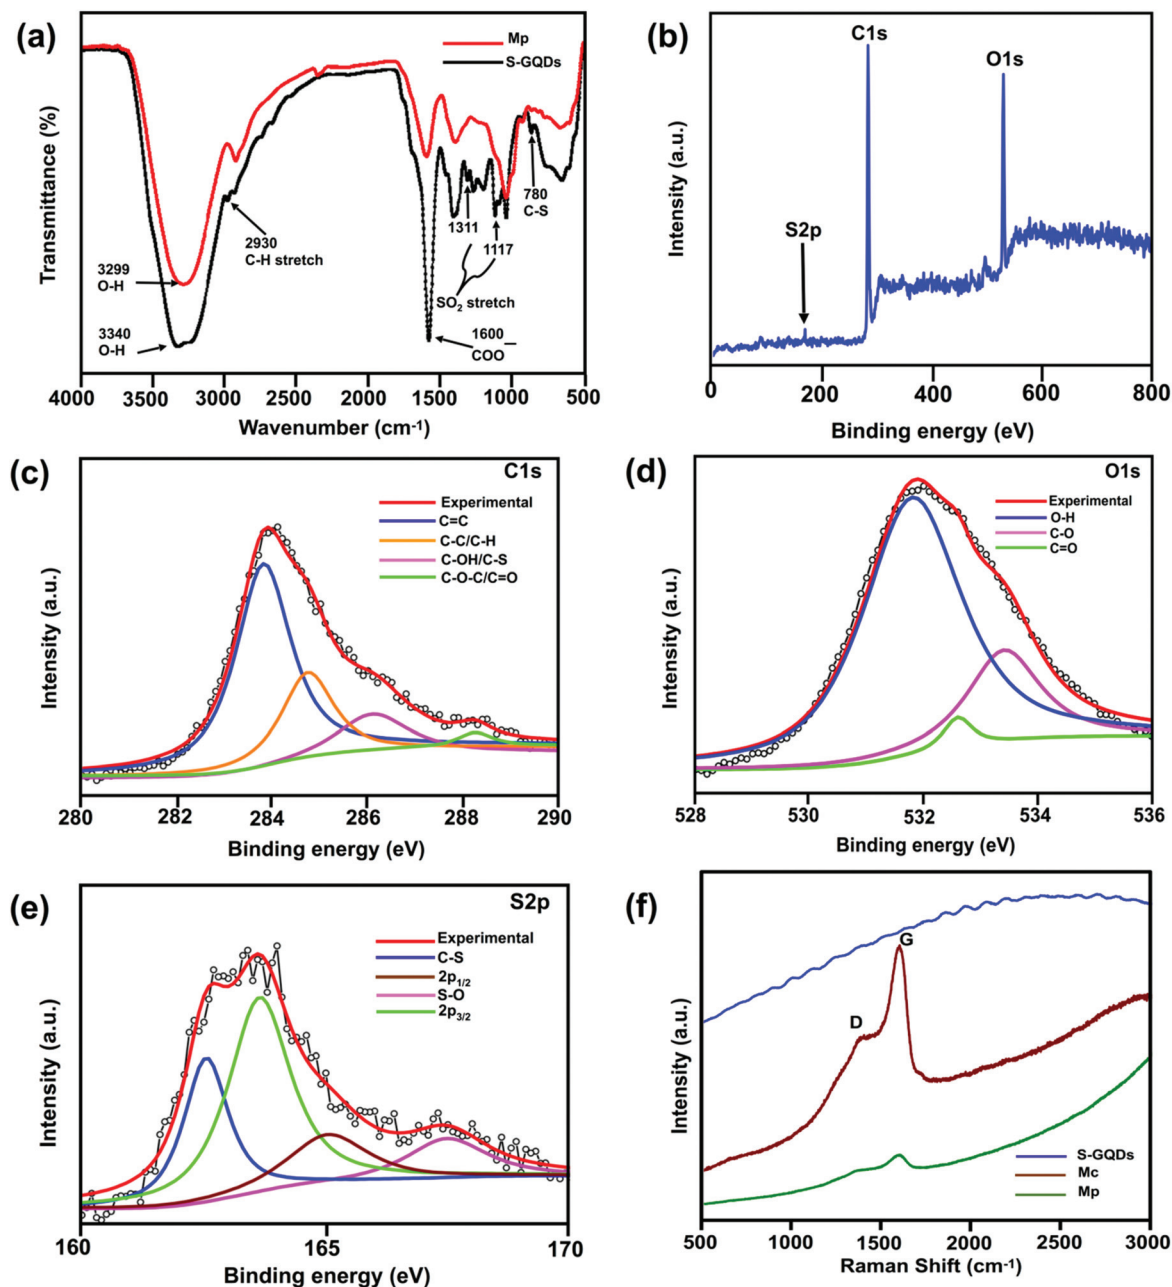 (a)
Mp
S-GQDs
Transmittance (%)
3299
O-H
3340
O-H
2930
C-H stretch
1311
1117
SO₂ stretch
780
C-S
1600
COO⁻
4000 3500 3000 2500 2000 1500 1000 500
Wavenumber (cm⁻¹)
(b)
C1s
O1s
S2p
Intensity (a.u.)
0 200 400 600 800
Binding energy (eV)
(c)
C1s
Experimental
C=C
C-C/C-H
C-OH/C-S
C-O-C/C=O
Intensity (a.u.)
280 282 284 286 288 290
Binding energy (eV)
(d)
O1s
Experimental
O-H
C-O
C=O
Intensity (a.u.)
528 530 532 534 536
Binding energy (eV)
(e)
S2p
Experimental
C-S
2p₁/₂
S-O
2p₃/₂
Intensity (a.u.)
160 165 170
Binding energy (eV)
(f)
G
D
S-GQDs
Mc
Mp
Intensity (a.u.)
500 1000 1500 2000 2500 3000
Raman Shift (cm⁻¹)